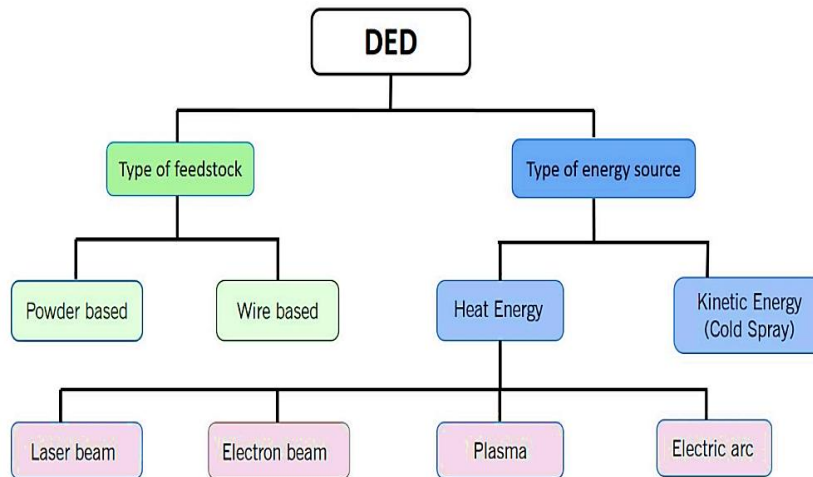 DED
Type of feedstock
Type of energy source
Powder based
Wire based
Heat Energy
Kinetic Energy
(Cold Spray)
Laser beam
Electron beam
Plasma
Electric arc